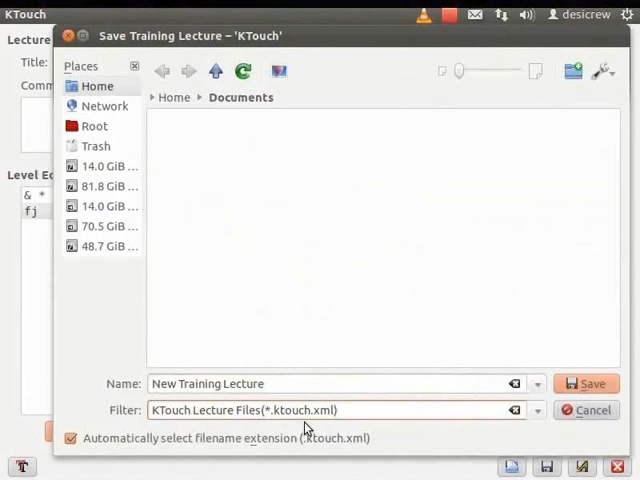 KTouch
desicrew
Lecture
Save Training Lecture – 'KTouch'
Title:
Comm
Level Ed
& *
fj
Places
Home
Network
Root
Trash
14.0 GiB ...
81.8 GiB ...
14.0 GiB ...
70.5 GiB ...
48.7 GiB ...
Home
Documents
Name:
New Training Lecture
Save
Filter:
KTouch Lecture Files(*.ktouch.xml)
Cancel
Automatically select filename extension (.ktouch.xml)